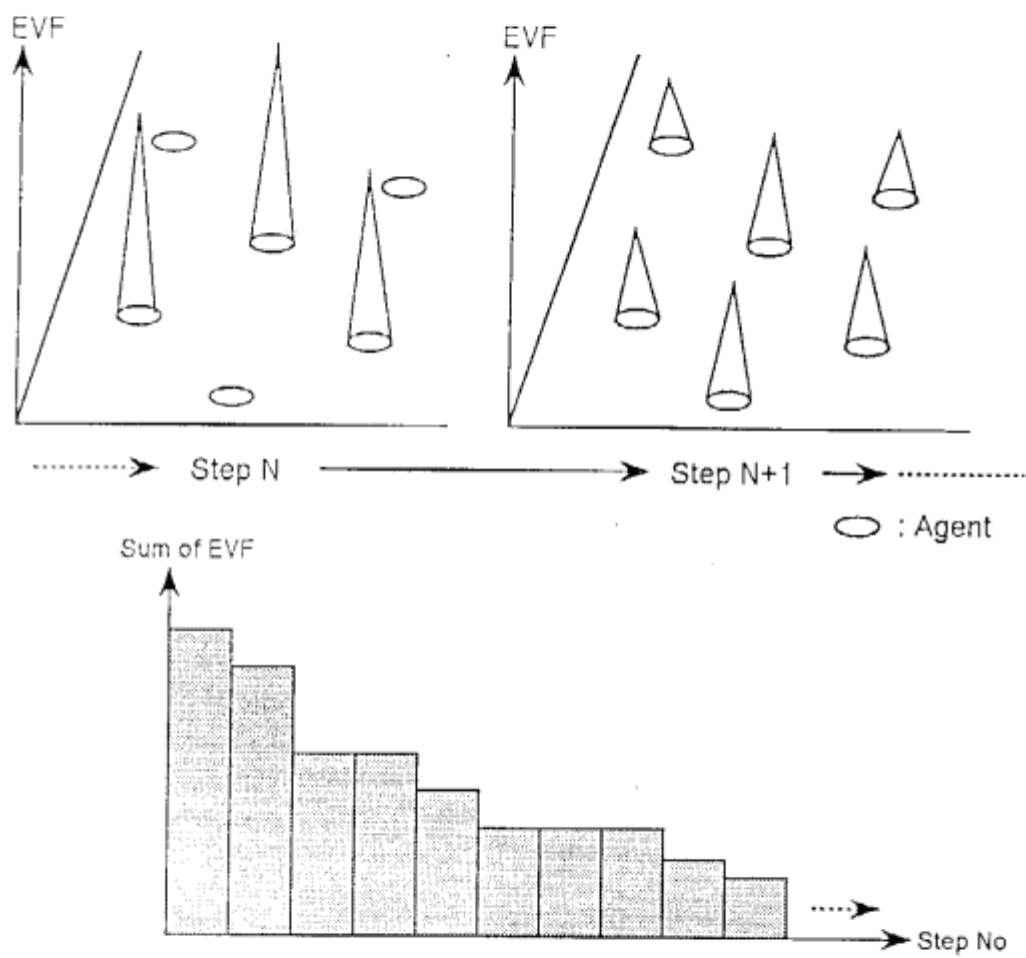 EVF
EVF
Step N
Step N+1
: Agent
Sum of EVF
Step No